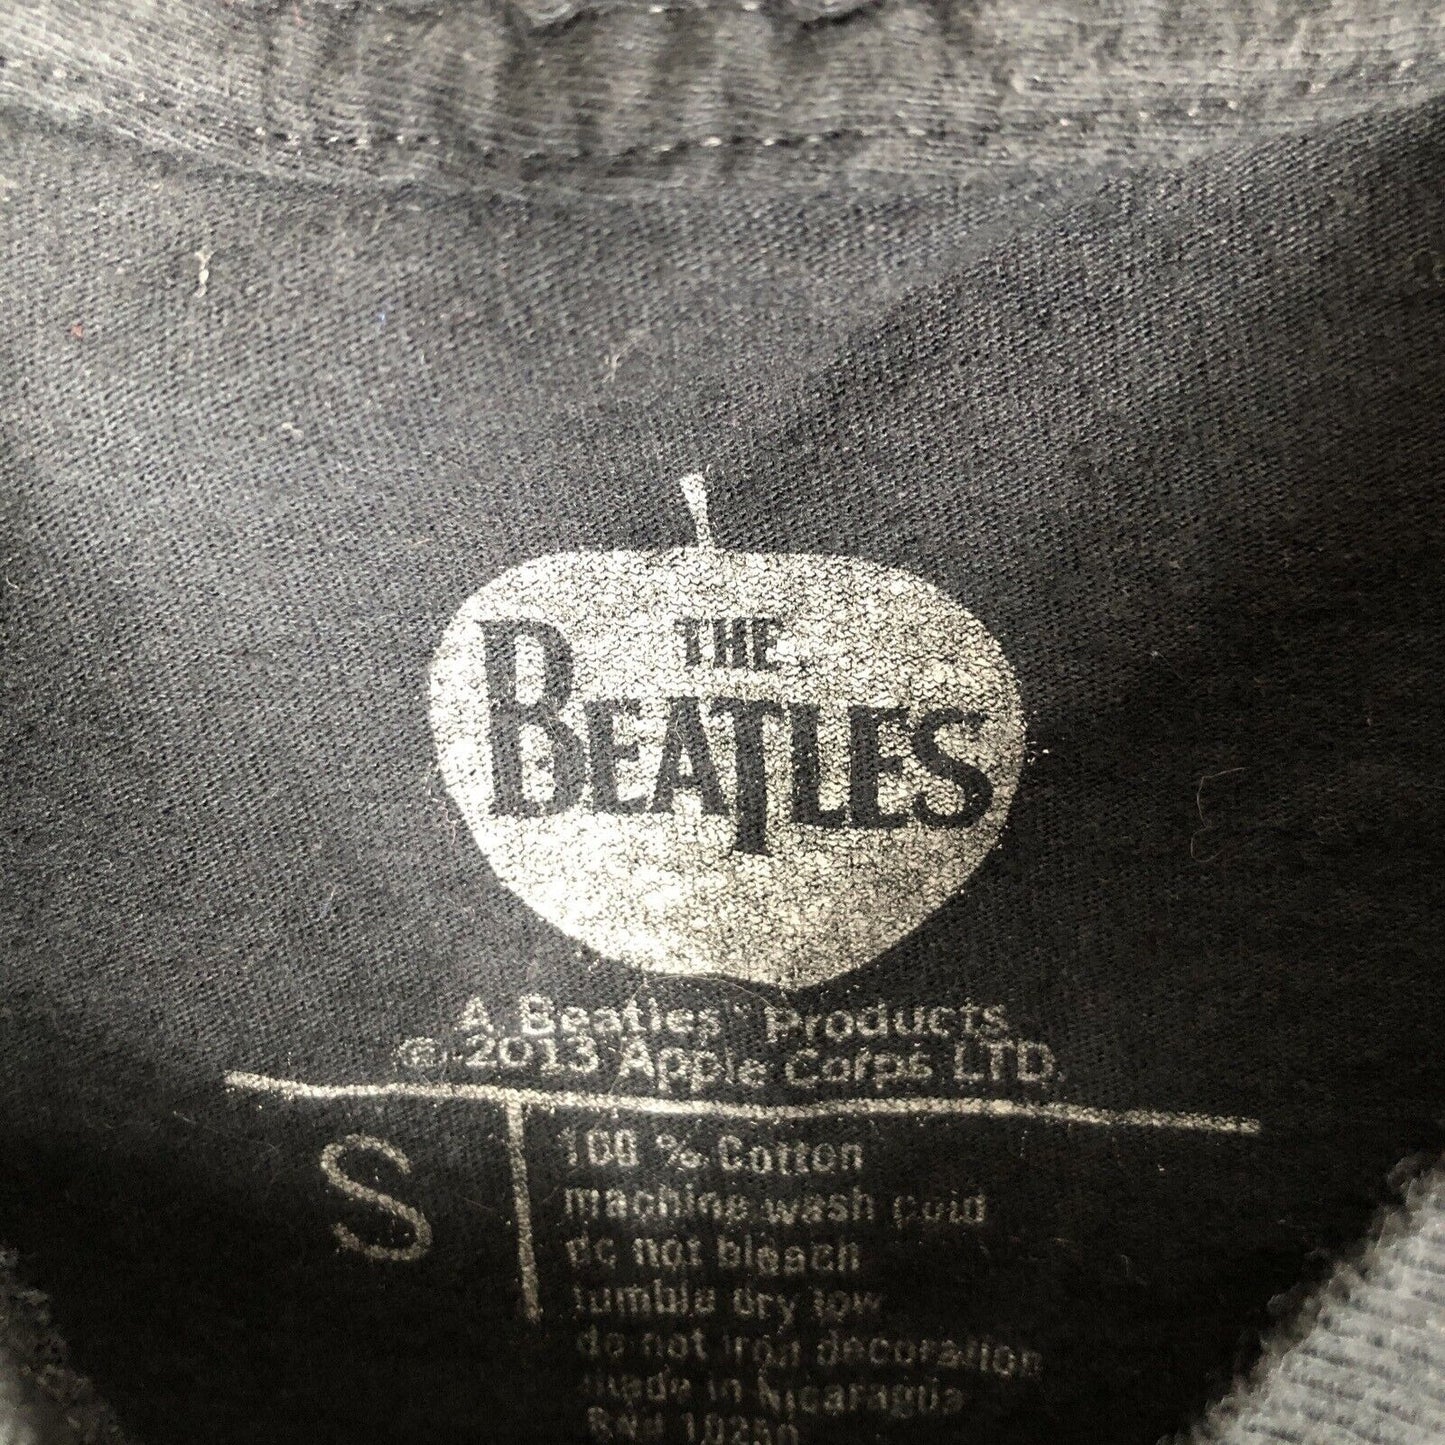 THE
BEATLES
A Beatles™ Products
© 2013 Apple Corps LTD.
S
100 % Cotton
machine wash cold
do not bleach
tumble dry low
do not iron decoration
made in Nicaragua